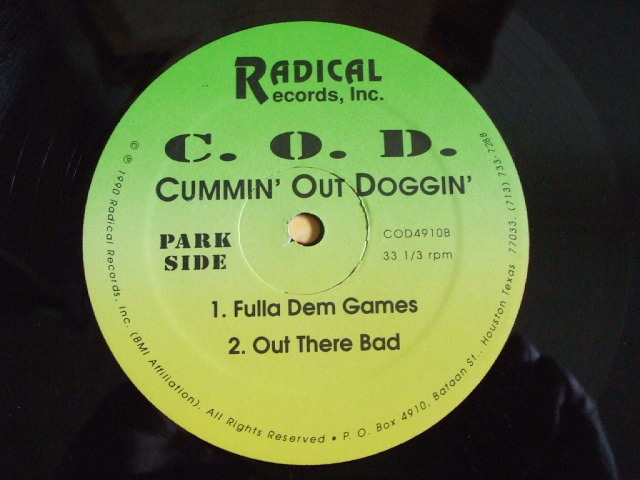 RADICAL
Records, Inc.
C. O. D.
CUMMIN' OUT DOGGIN'
PARK
SIDE
COD4910B
33 1/3 rpm
1. Fulla Dem Games
2. Out There Bad
© ℗ 1990 Radical Records, Inc. (BMI Affiliation). All Rights Reserved • P. O. Box 4910, Bataan St., Houston Texas 77033. (713) 733-7288